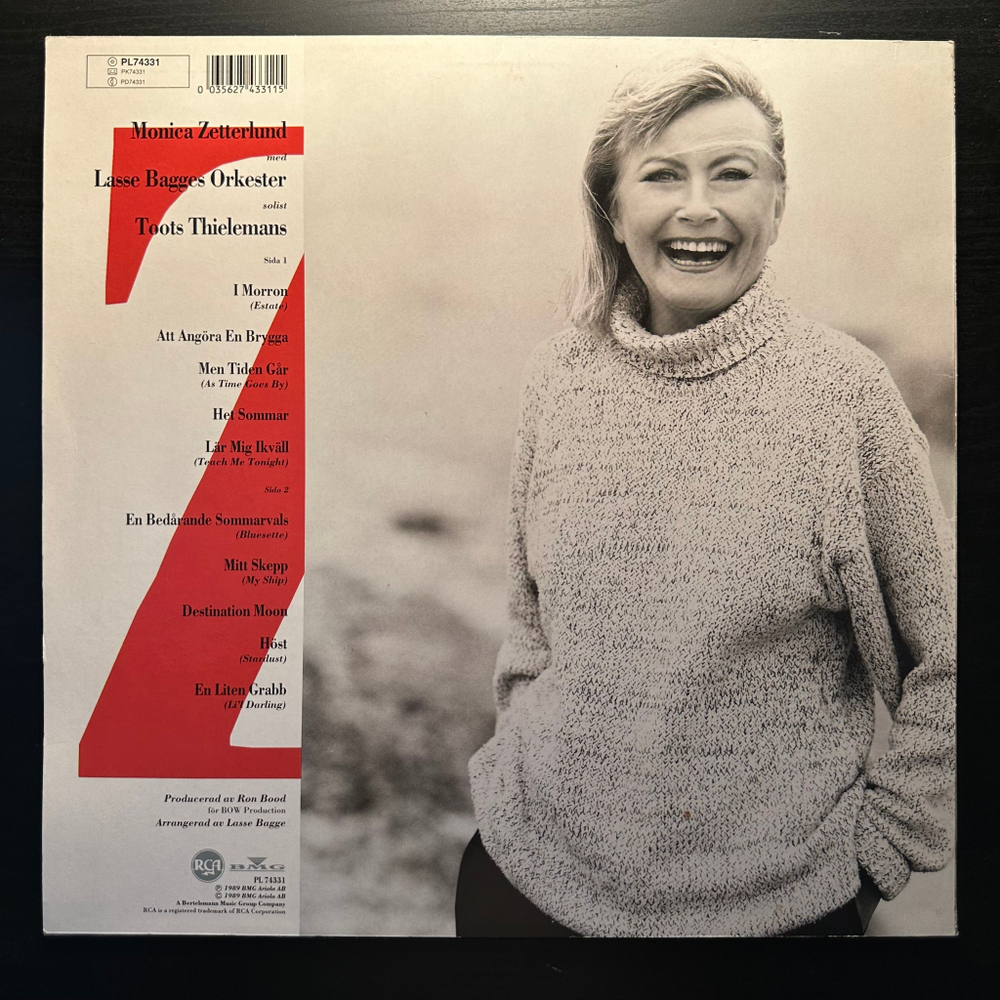 PL74331
PK74331
PD74331
0 035627 433115
Monica Zetterlund
med
Lasse Bagges Orkester
solist
Toots Thielemans
Sida 1
I Morron
(Estate)
Att Angöra En Brygga
Men Tiden Går
(As Time Goes By)
Het Sommar
Lär Mig Ikväll
(Teach Me Tonight)
Sida 2
En Bedårande Sommarvals
(Bluesette)
Mitt Skepp
(My Ship)
Destination Moon
Höst
(Stardust)
En Liten Grabb
(Li'l Darling)
Producerad av Ron Bood
för BOW Production
Arrangerad av Lasse Bagge
RCA BMG
PL 74331
℗ 1989 BMG Ariola AB
© 1989 BMG Ariola AB
A Bertelsmann Music Group Company
RCA is a registered trademark of RCA Corporation
Z